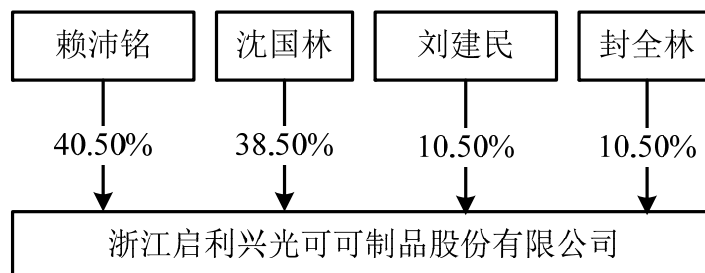 赖沛铭 沈国林 刘建民 封全林
40.50% 38.50% 10.50% 10.50%
浙江启利兴光可可制品股份有限公司